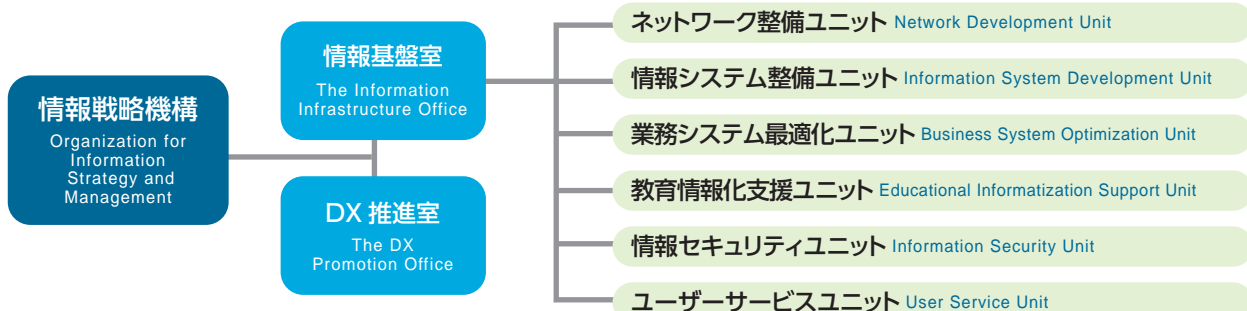 情報戦略機構
Organization for
Information
Strategy and
Management
情報基盤室
The Information
Infrastructure Office
DX 推進室
The DX
Promotion Office
ネットワーク整備ユニット Network Development Unit
情報システム整備ユニット Information System Development Unit
業務システム最適化ユニット Business System Optimization Unit
教育情報化支援ユニット Educational Informatization Support Unit
情報セキュリティユニット Information Security Unit
ユーザーサービスユニット User Service Unit